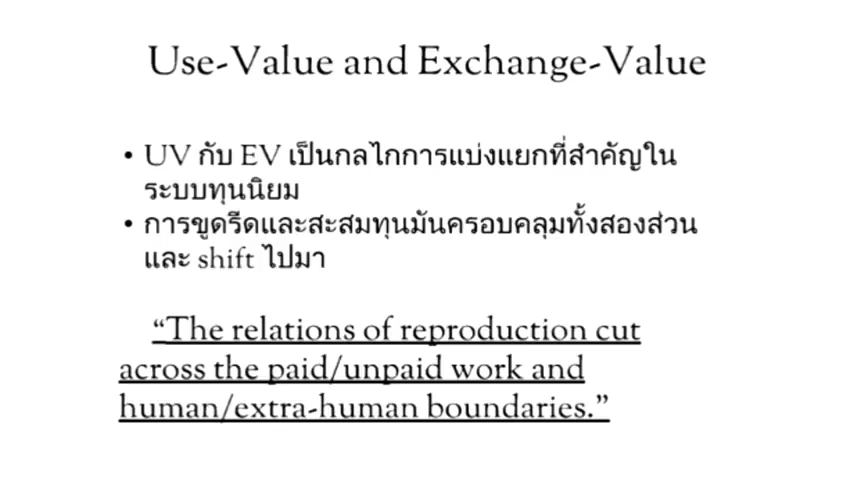 Use-Value and Exchange-Value
• UV กับ EV เป็นกลไกการแบ่งแยกที่สำคัญใน
ระบบทุนนิยม
• การขูดรีดและสะสมทุนมันครอบคลุมทั้งสองส่วน
และ shift ไปมา
“The relations of reproduction cut
across the paid/unpaid work and
human/extra-human boundaries.”